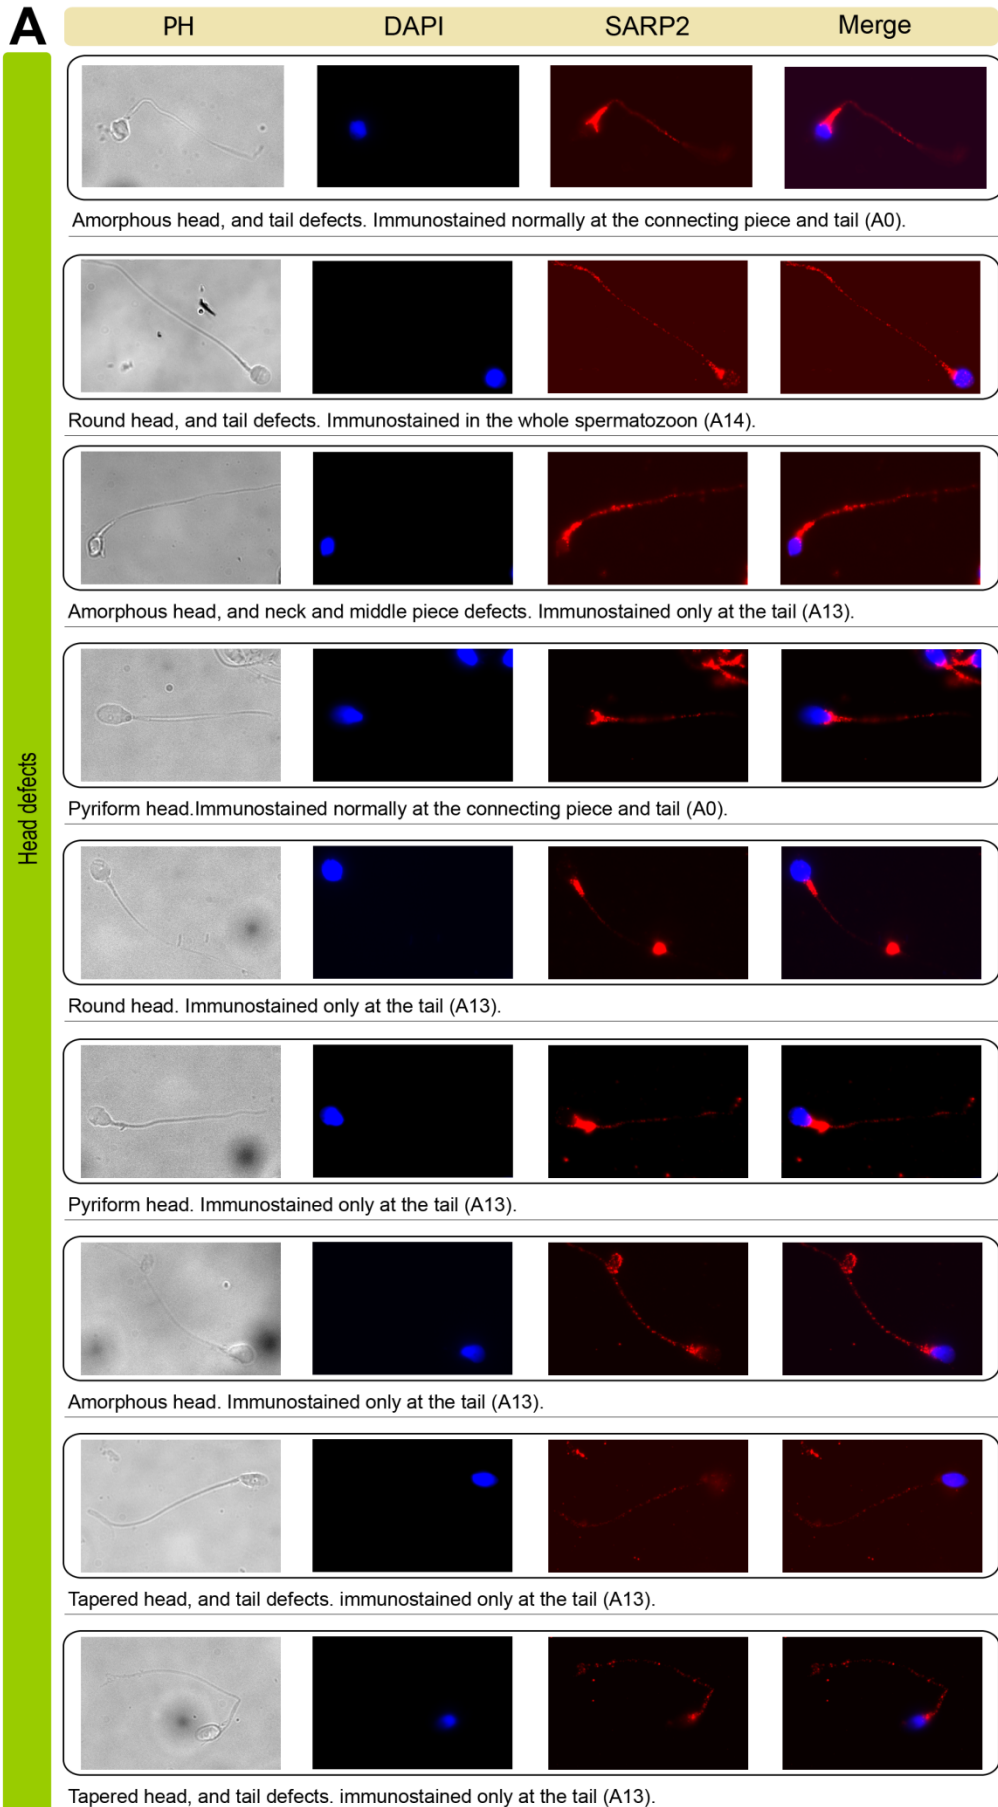 A
PH DAPI SARP2 Merge
Head defects
Amorphous head, and tail defects. Immunostained normally at the connecting piece and tail (A0).
Round head, and tail defects. Immunostained in the whole spermatozoon (A14).
Amorphous head, and neck and middle piece defects. Immunostained only at the tail (A13).
Pyriform head.Immunostained normally at the connecting piece and tail (A0).
Round head. Immunostained only at the tail (A13).
Pyriform head. Immunostained only at the tail (A13).
Amorphous head. Immunostained only at the tail (A13).
Tapered head, and tail defects. immunostained only at the tail (A13).
Tapered head, and tail defects. immunostained only at the tail (A13).